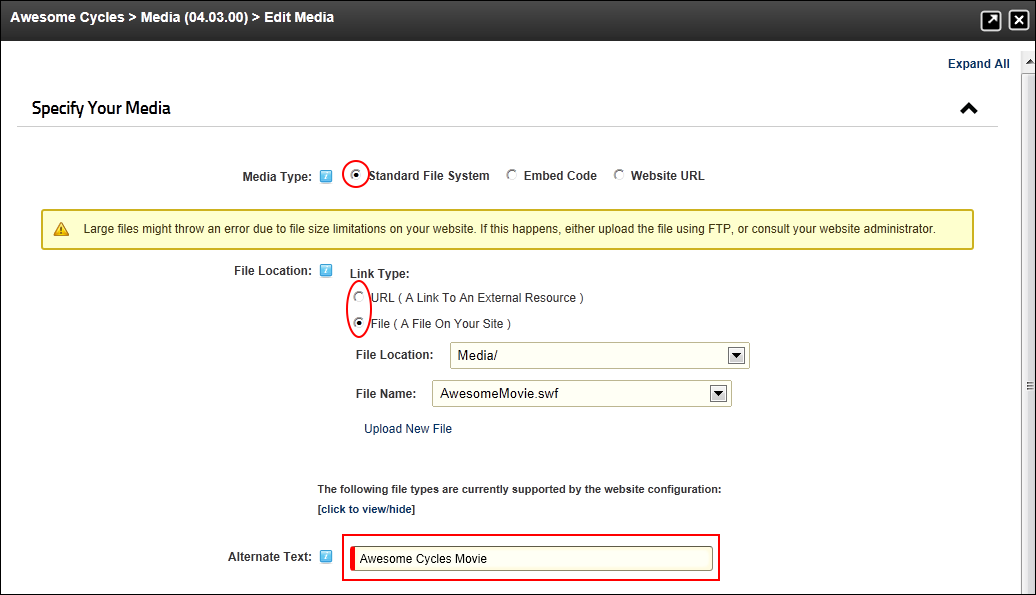 Awesome Cycles > Media (04.03.00) > Edit Media
Expand All
Specify Your Media
Media Type: Standard File System Embed Code Website URL
Large files might throw an error due to file size limitations on your website. If this happens, either upload the file using FTP, or consult your website administrator.
File Location: Link Type:
URL ( A Link To An External Resource )
File ( A File On Your Site )
File Location: Media/
File Name: AwesomeMovie.swf
Upload New File
The following file types are currently supported by the website configuration:
[click to view/hide]
Alternate Text: Awesome Cycles Movie